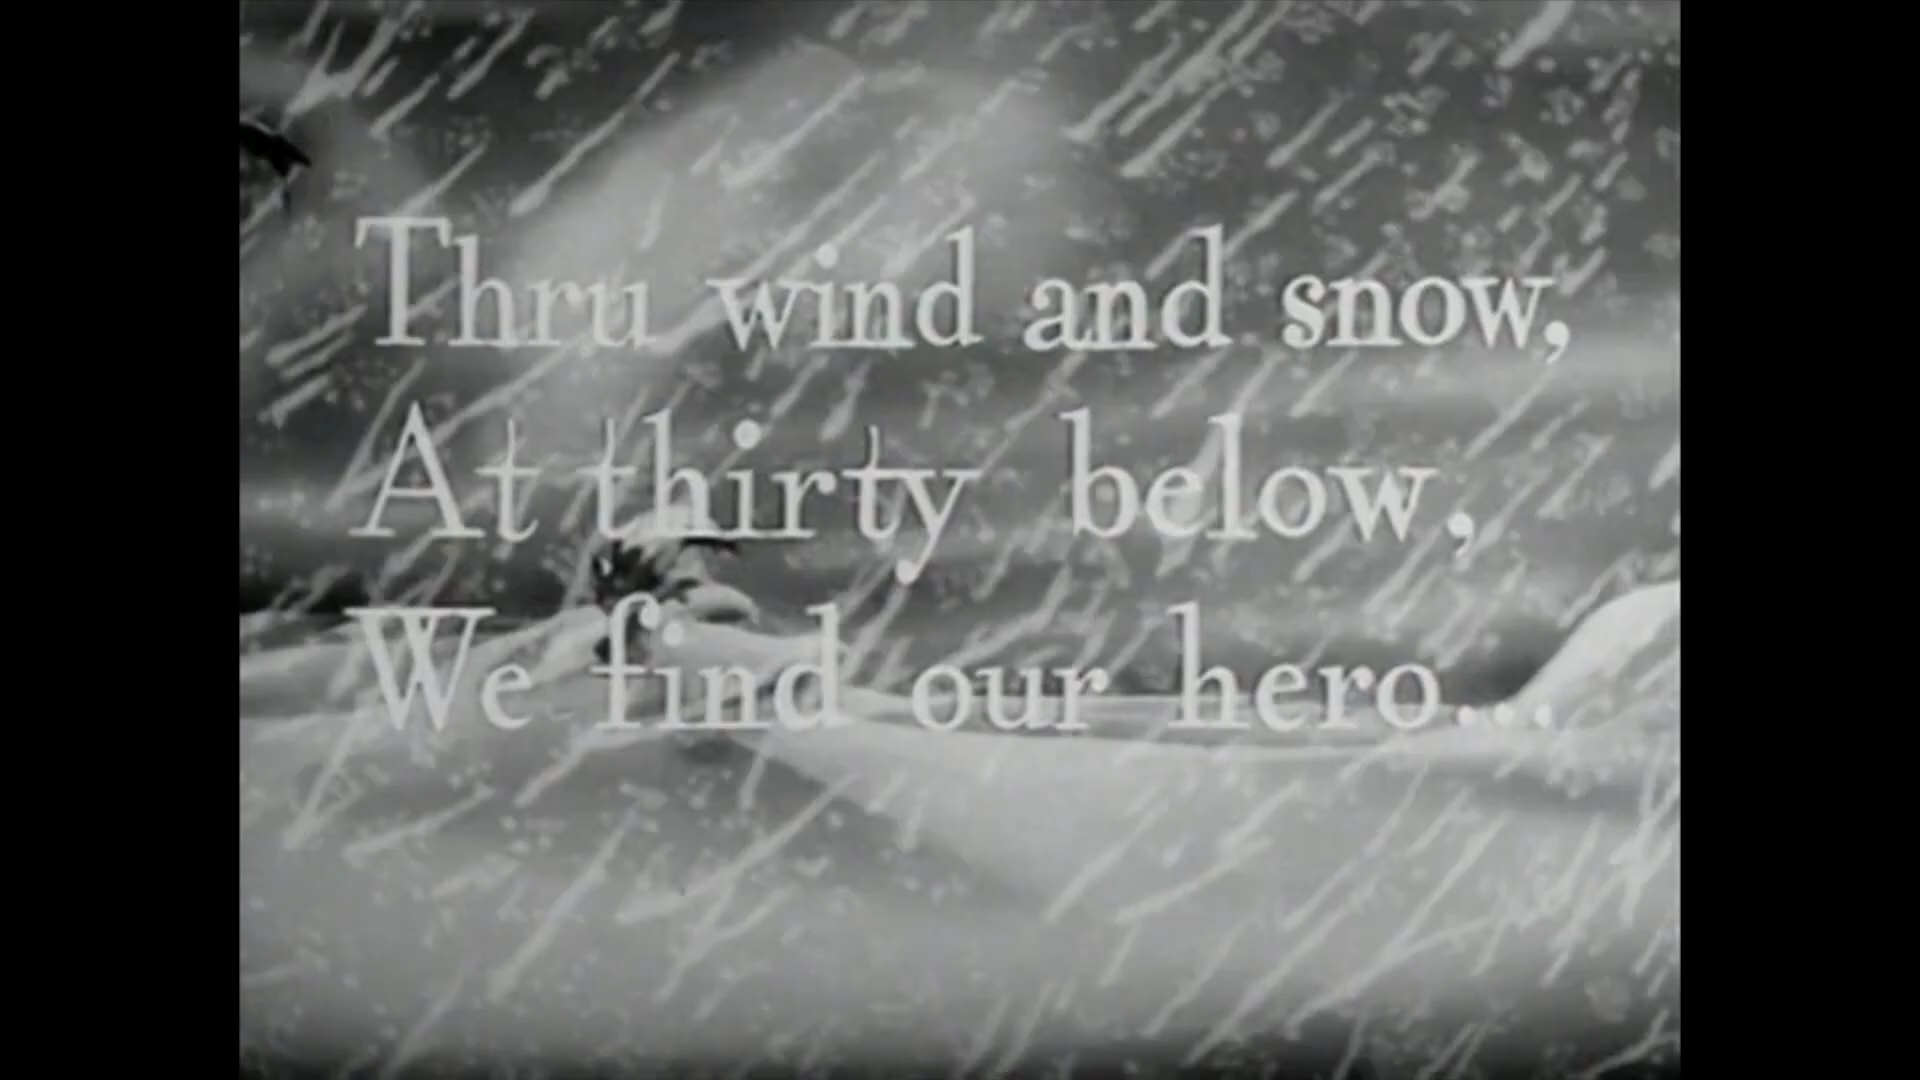 Thru wind and snow,
At thirty below,
We find our hero...